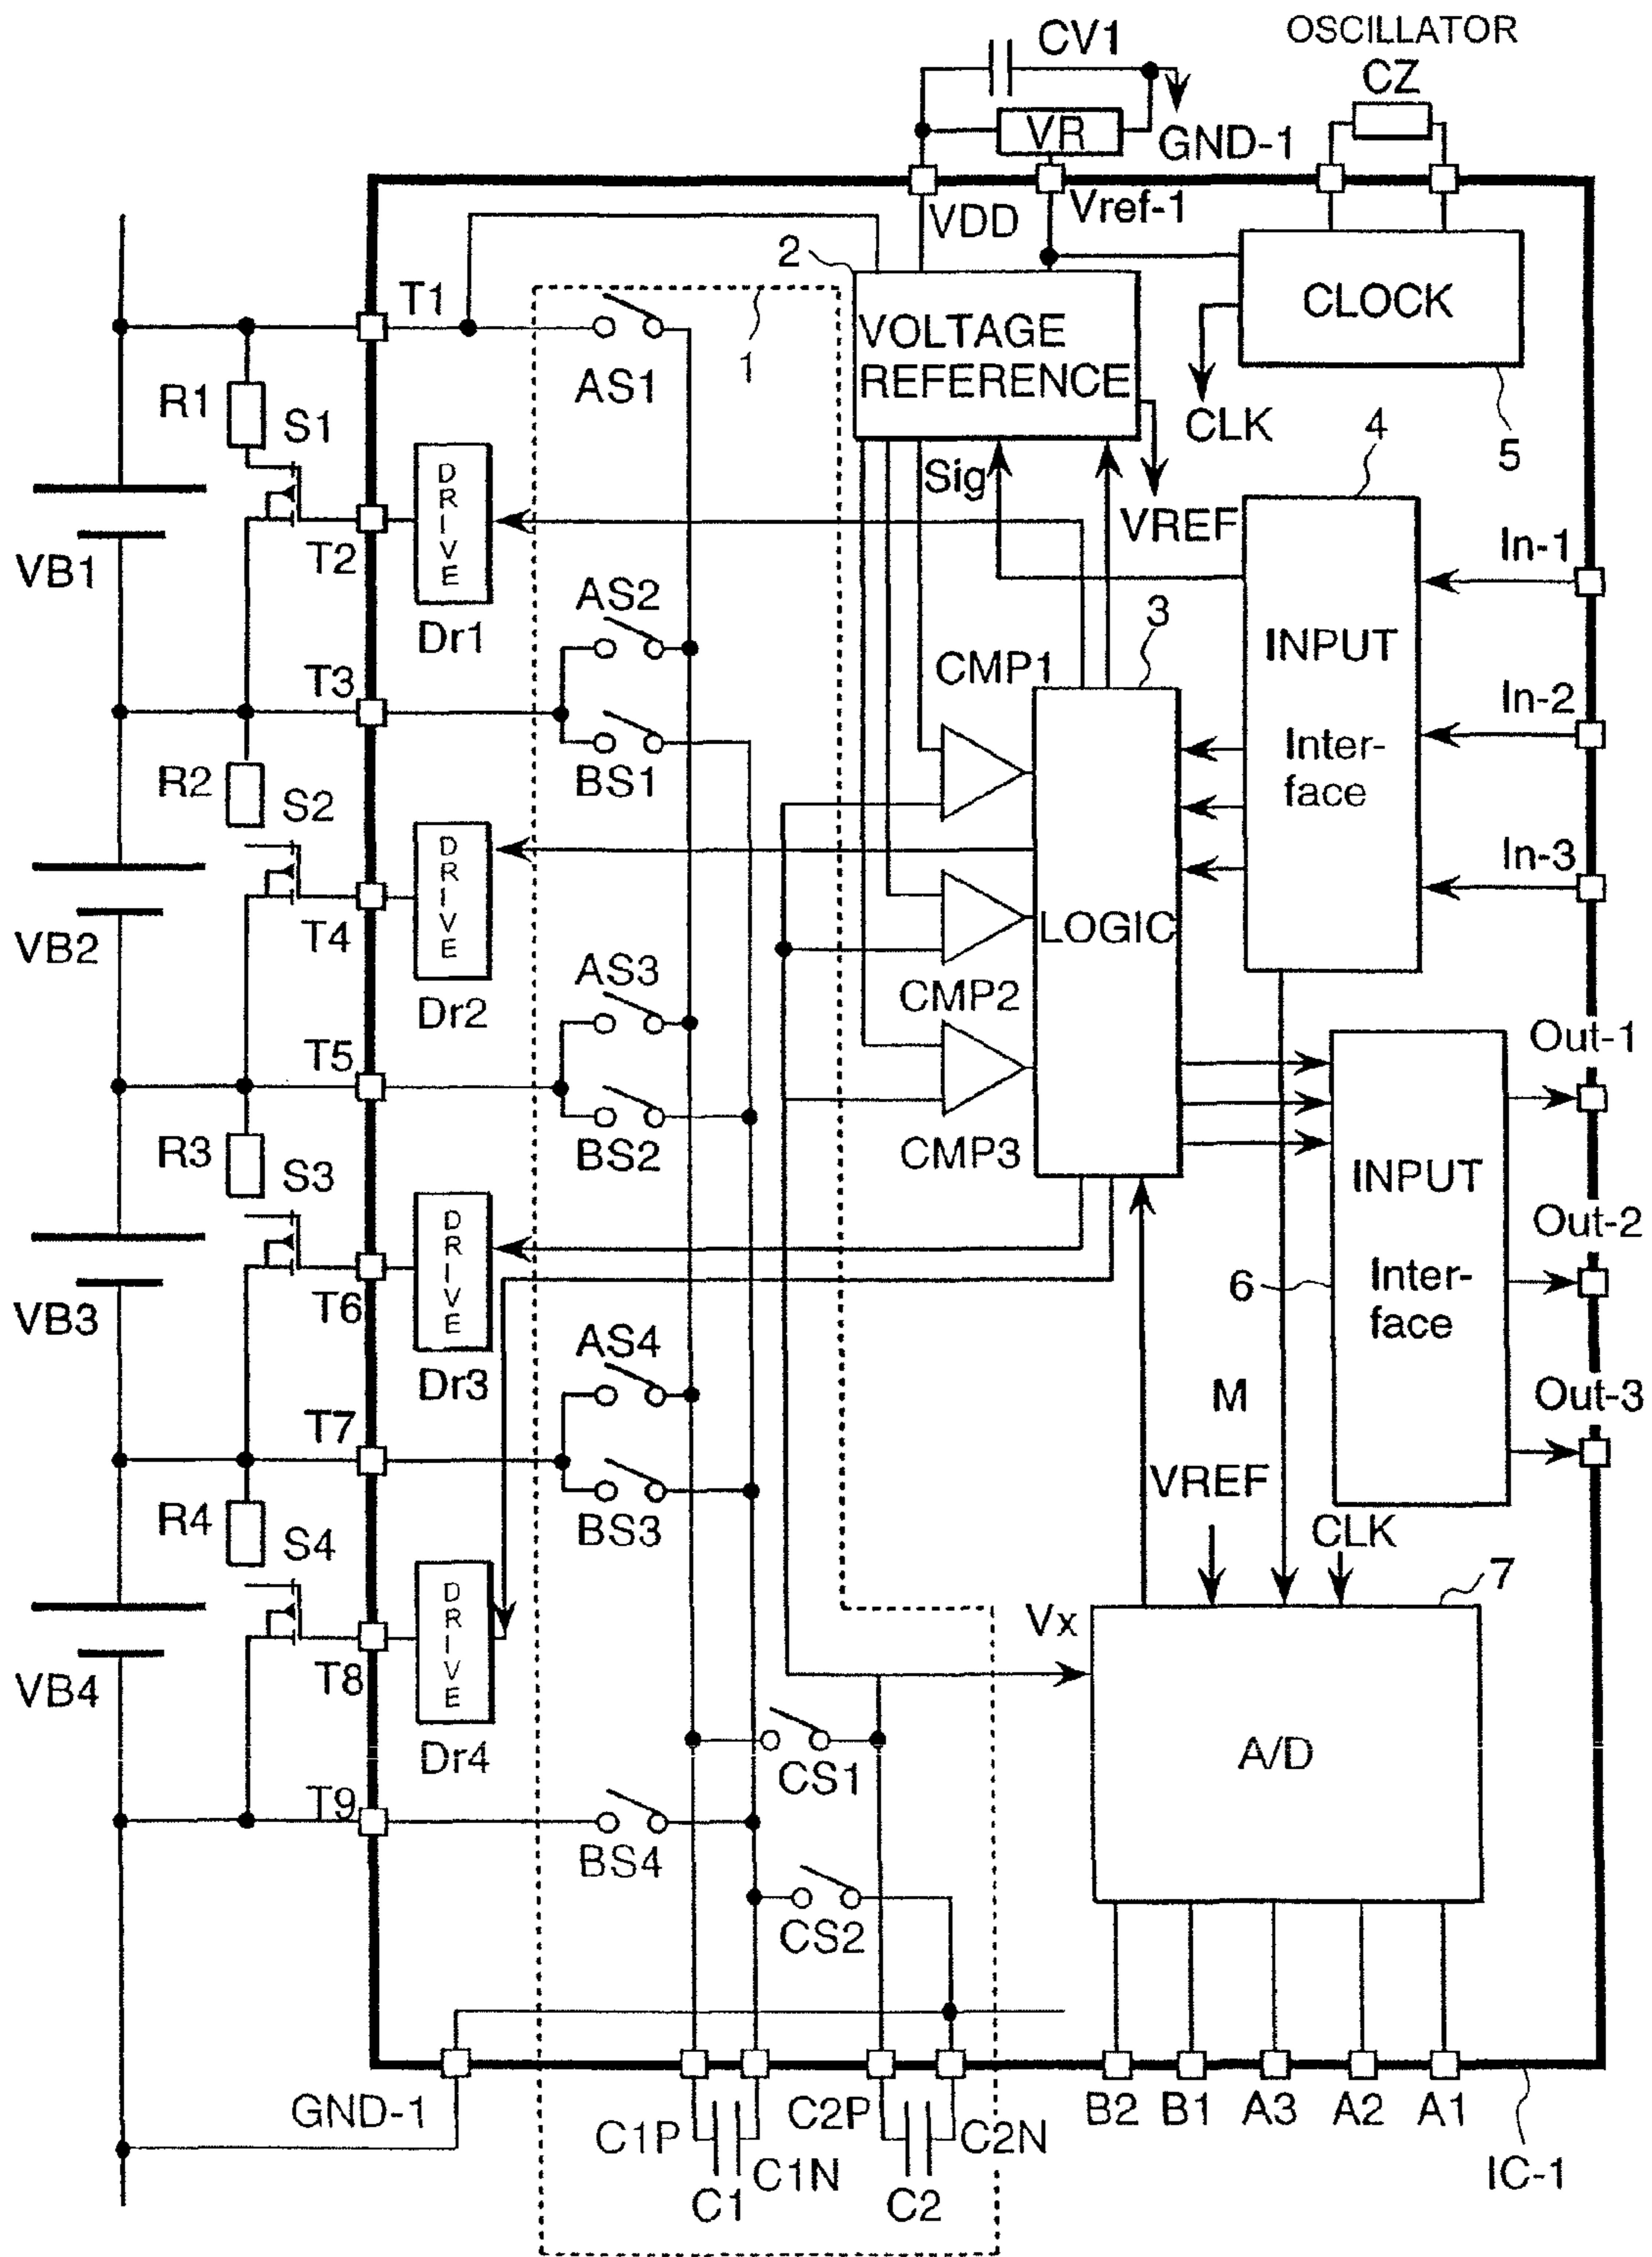 OSCILLATOR
CV1
CZ
VR
GND-1
VDD
Vref-1
2
T1
1
AS1
VOLTAGE
REFERENCE
CLOCK
CLK
5
R1
S1
DRIVE
Sig
VREF
4
In-1
VB1
T2
Dr1
AS2
3
INPUT
Inter-
face
CMP1
In-2
T3
BS1
R2
S2
DRIVE
In-3
VB2
T4
Dr2
AS3
LOGIC
CMP2
Out-1
T5
BS2
CMP3
R3
S3
DRIVE
INPUT
Inter-
face
Out-2
6
VB3
T6
Dr3
AS4
M
Out-3
T7
VREF
BS3
CLK
R4
S4
DRIVE
7
Vx
VB4
T8
Dr4
CS1
A/D
T9
BS4
CS2
GND-1
C1P
C1N
C1
C2P
C2N
C2
B2
B1
A3
A2
A1
IC-1